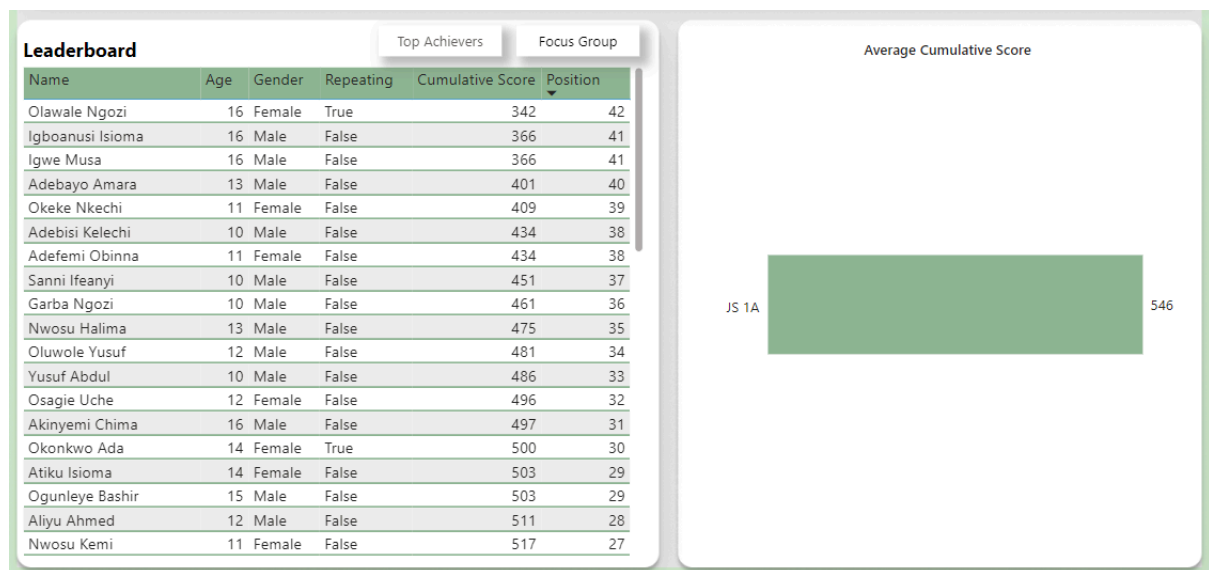 Leaderboard
Top Achievers
Focus Group
Name Age Gender Repeating Cumulative Score Position
Olawale Ngozi 16 Female True 342 42
Igboanusi Isioma 16 Male False 366 41
Igwe Musa 16 Male False 366 41
Adebayo Amara 13 Male False 401 40
Okeke Nkechi 11 Female False 409 39
Adebisi Kelechi 10 Male False 434 38
Adefemi Obinna 11 Female False 434 38
Sanni Ifeanyi 10 Male False 451 37
Garba Ngozi 10 Male False 461 36
Nwosu Halima 13 Male False 475 35
Oluwole Yusuf 12 Male False 481 34
Yusuf Abdul 10 Male False 486 33
Osagie Uche 12 Female False 496 32
Akinyemi Chima 16 Male False 497 31
Okonkwo Ada 14 Female True 500 30
Atiku Isioma 14 Female False 503 29
Ogunleye Bashir 15 Male False 503 29
Aliyu Ahmed 12 Male False 511 28
Nwosu Kemi 11 Female False 517 27
Average Cumulative Score
JS 1A 546